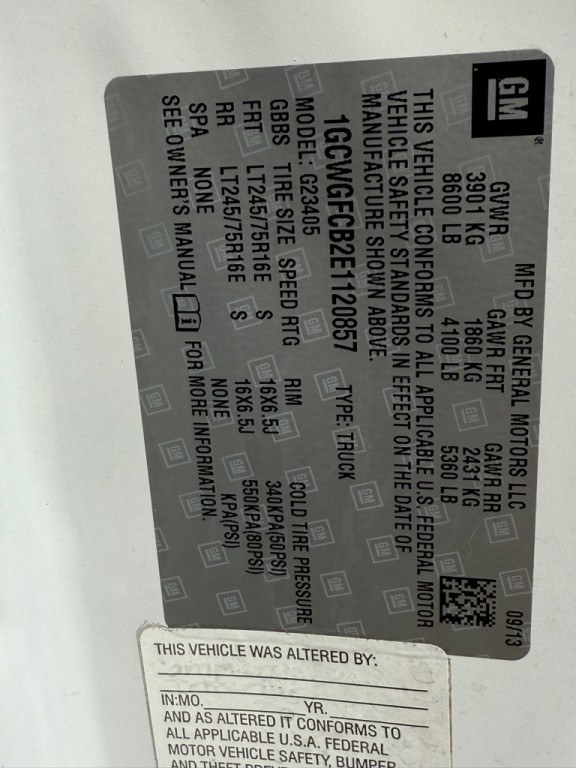 GM
MFD BY GENERAL MOTORS LLC 09/13
GVWR GAWR FRT GAWR RR
3901 KG 1860 KG 2431 KG
8600 LB 4100 LB 5360 LB
THIS VEHICLE CONFORMS TO ALL APPLICABLE U.S. FEDERAL MOTOR
VEHICLE SAFETY STANDARDS IN EFFECT ON THE DATE OF
MANUFACTURE SHOWN ABOVE.
1GCWGFCB2E1120857 TYPE: TRUCK
MODEL: G23405
GBBS TIRE SIZE SPEED RTG RIM COLD TIRE PRESSURE
FRT LT245/75R16E S 16X6.5J 340KPA(50PSI)
RR LT245/75R16E S 16X6.5J 550KPA(80PSI)
SPA NONE NONE KPA(PSI)
SEE OWNER'S MANUAL i FOR MORE INFORMATION.
THIS VEHICLE WAS ALTERED BY:
IN:MO. YR.
AND AS ALTERED IT CONFORMS TO
ALL APPLICABLE U.S.A. FEDERAL
MOTOR VEHICLE SAFETY, BUMPER
AND THEFT